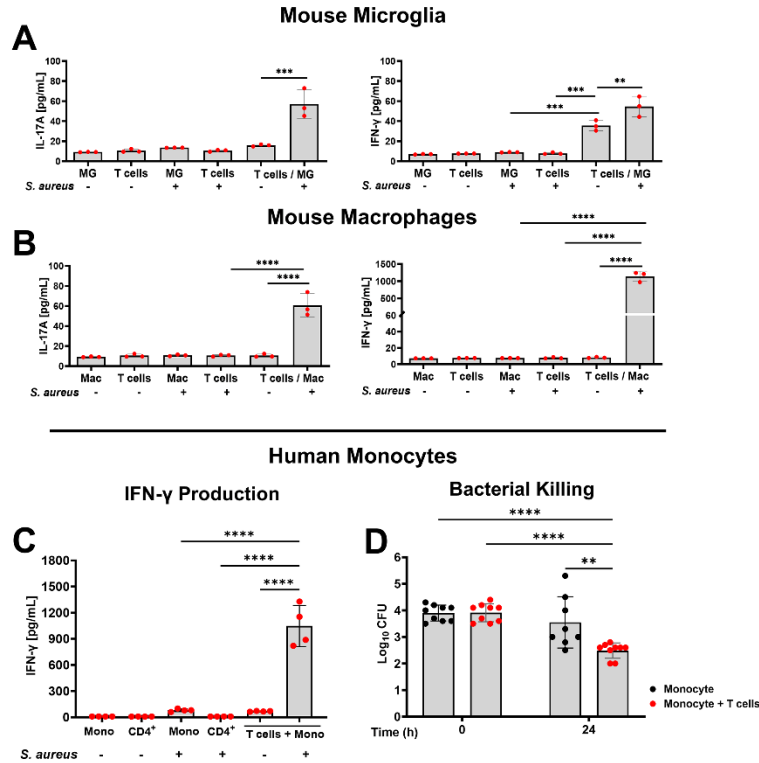 Mouse Microglia
A
IL-17A [pg/mL]
100
80
60
40
20
0
***
MG T cells MG T cells T cells / MG
S. aureus - - + + - +
IFN-γ [pg/mL]
100
80
60
40
20
0
***
***
**
MG T cells MG T cells T cells / MG
S. aureus - - + + - +
Mouse Macrophages
B
IL-17A [pg/mL]
100
80
60
40
20
0
****
****
Mac T cells Mac T cells T cells / Mac
S. aureus - - + + - +
IFN-γ [pg/mL]
1500
1000
500
60
40
20
0
****
****
****
Mac T cells Mac T cells T cells / Mac
S. aureus - - + + - +
Human Monocytes
IFN-γ Production
C
IFN-γ [pg/mL]
1800
1500
1200
900
600
300
0
****
****
****
Mono CD4+ Mono CD4+ T cells + Mono
S. aureus - - + + - +
Bacterial Killing
D
Log10 CFU
6
5
4
3
2
1
0
****
****
**
Time (h) 0 24
Monocyte
Monocyte + T cells